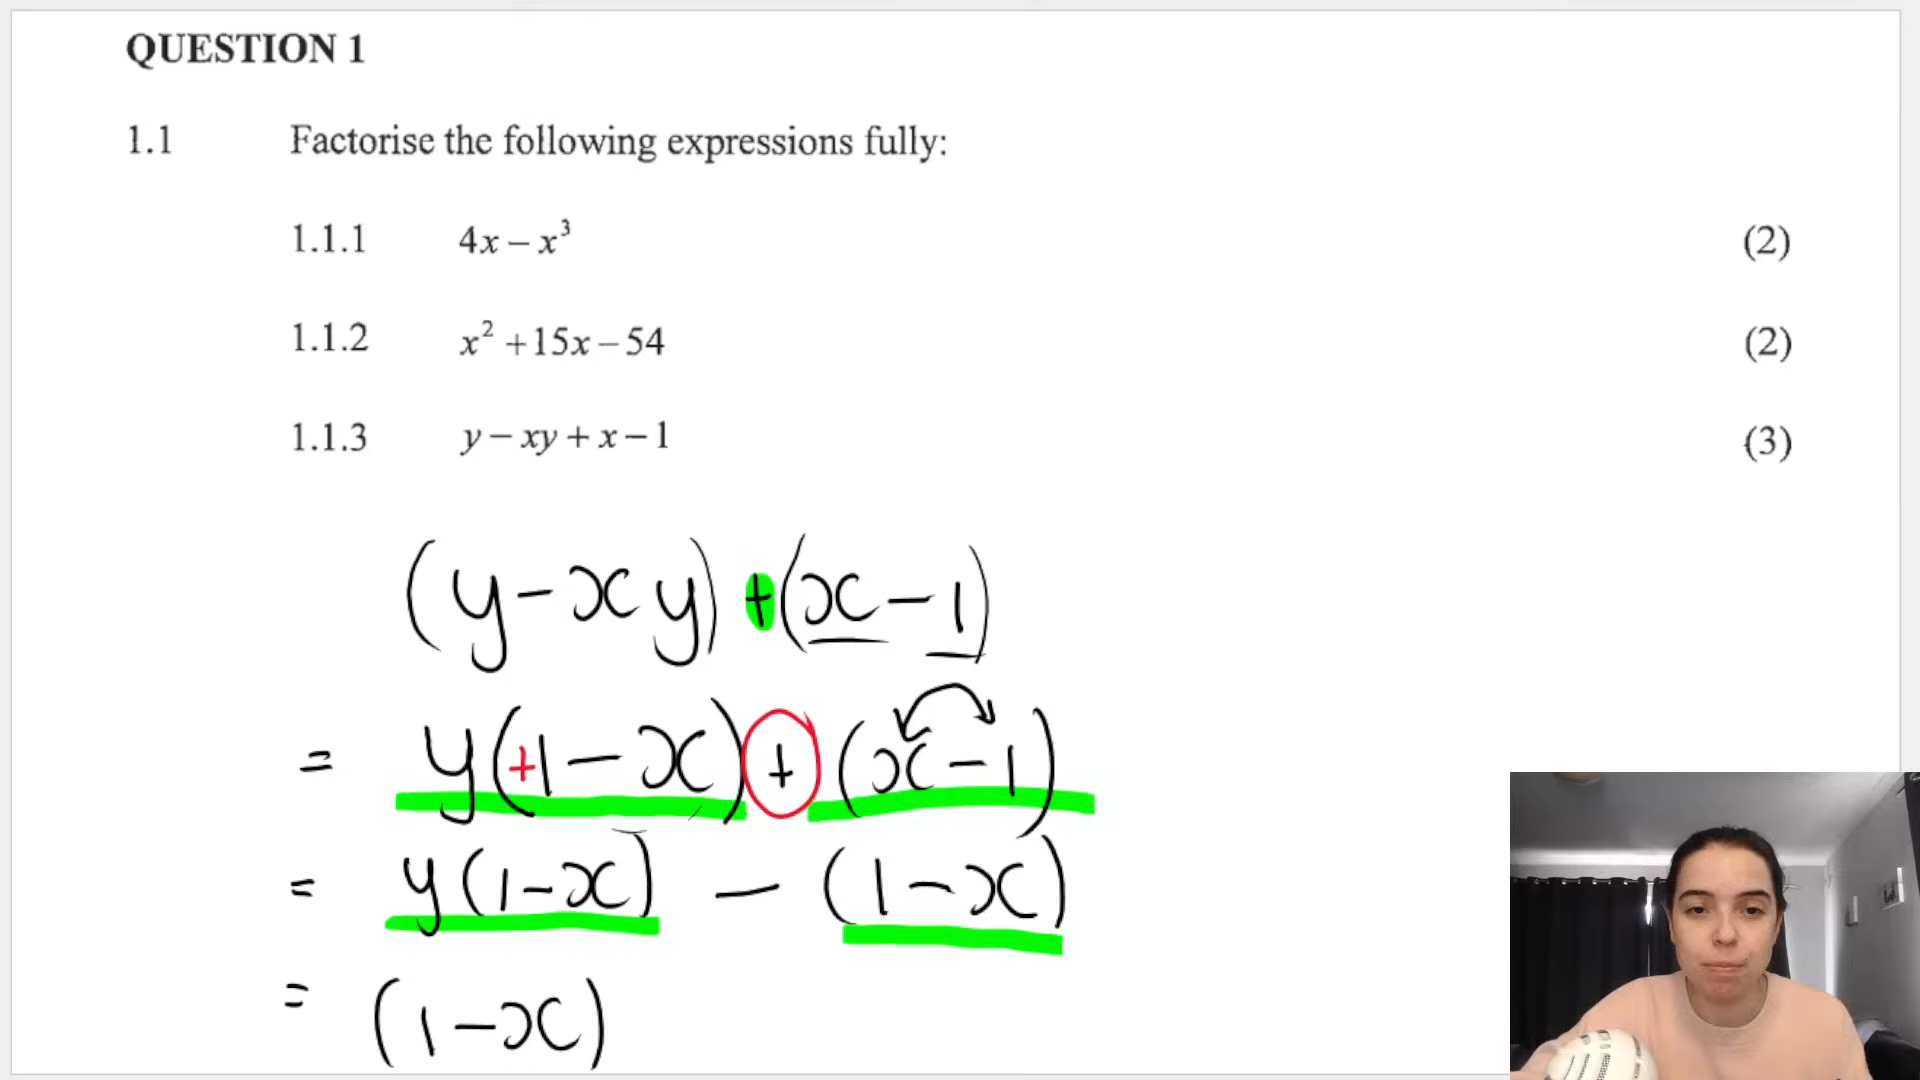 QUESTION 1
1.1 Factorise the following expressions fully:
1.1.1 4x − x³ (2)
1.1.2 x² + 15x − 54 (2)
1.1.3 y − xy + x − 1 (3)
(y − x y) + (x − 1)
= y(+1 − x) + (x − 1)
= y(1 − x) − (1 − x)
= (1 − x)